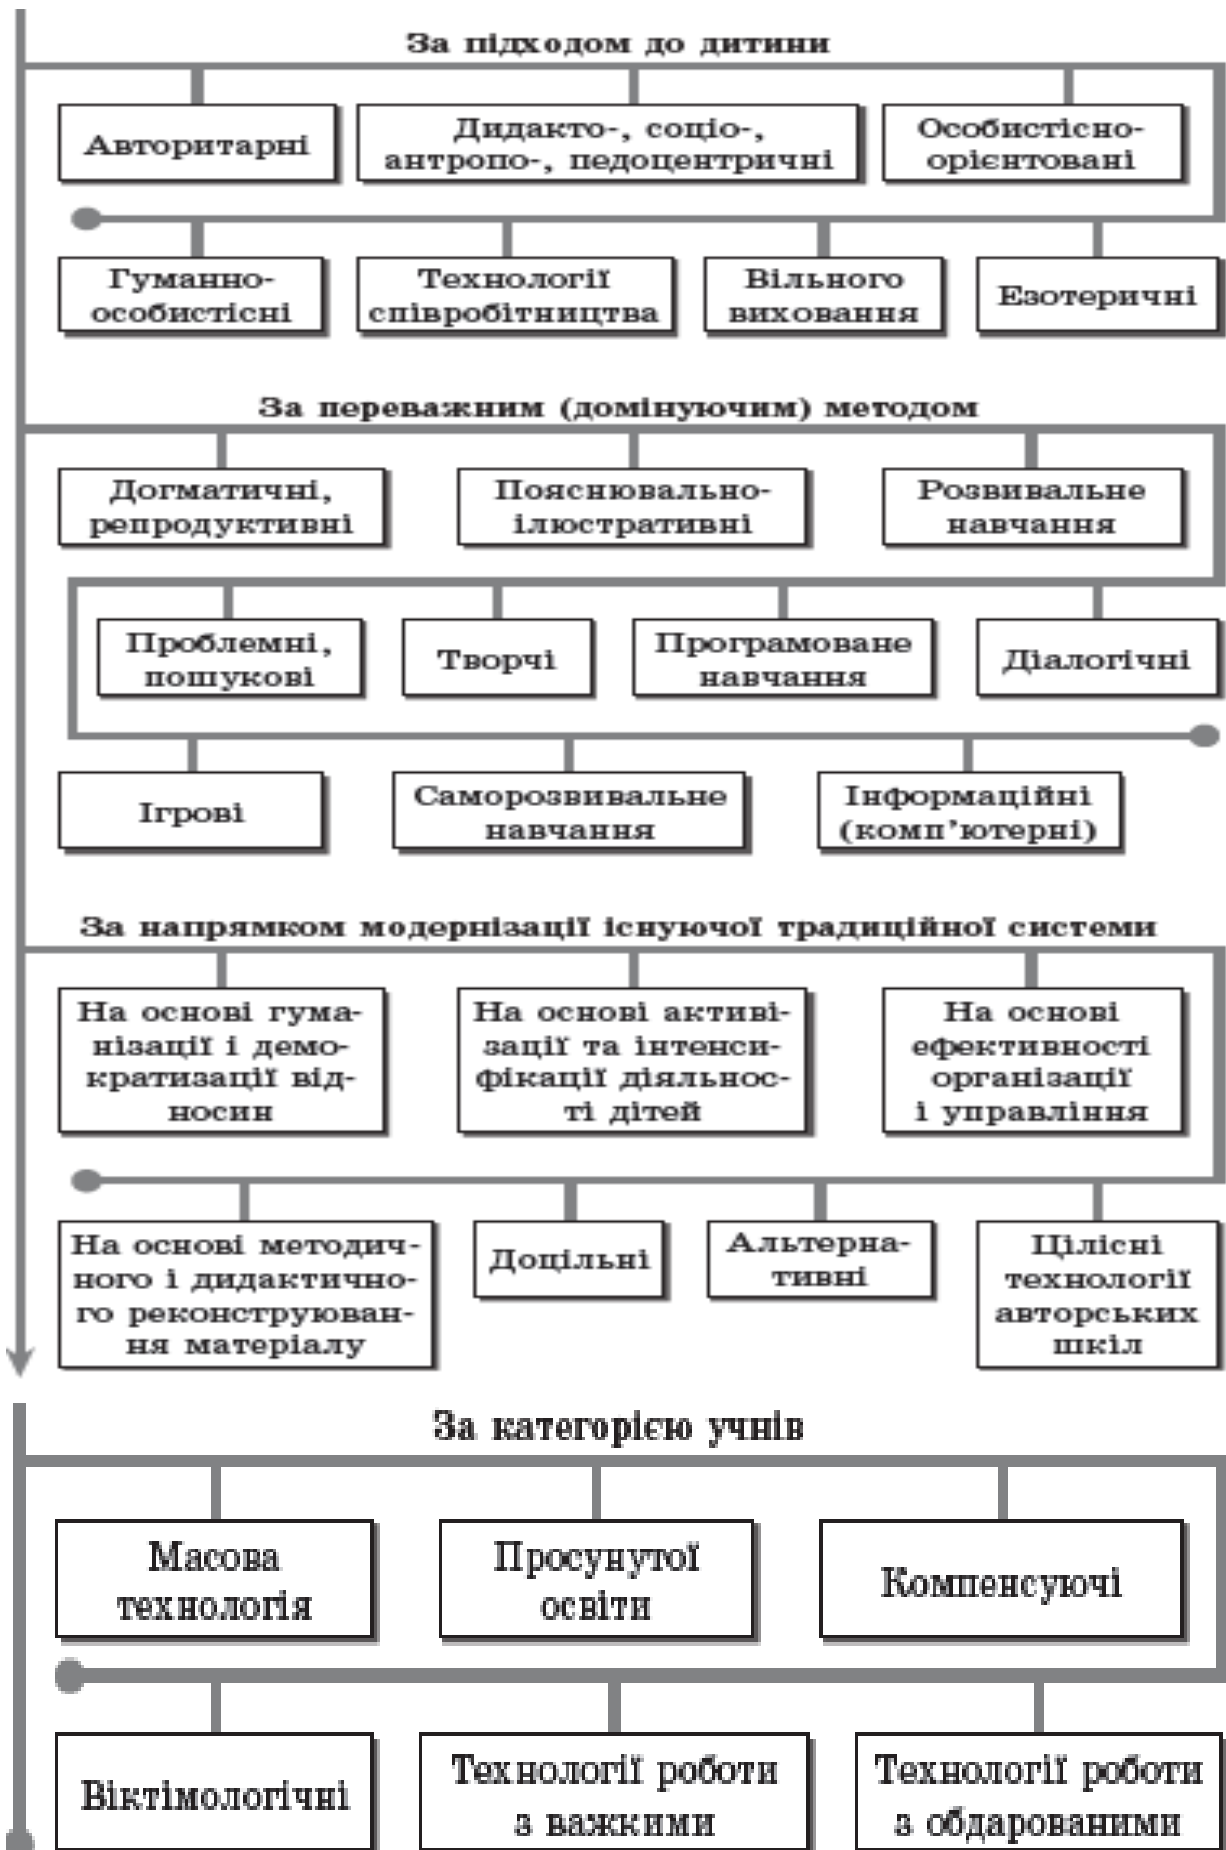 За підходом до дитини
Авторитарні
Дидакто-, соціо-,
антропо-, педоцентричні
Особистісно-
орієнтовані
Гуманно-
особистісні
Технології
співробітництва
Вільного
виховання
Езотеричні
За переважним (домінуючим) методом
Догматичні,
репродуктивні
Пояснювально-
ілюстративні
Розвивальне
навчання
Проблемні,
пошукові
Творчі
Програмоване
навчання
Діалогічні
Ігрові
Саморозвивальне
навчання
Інформаційні
(комп’ютерні)
За напрямком модернізації існуючої традиційної системи
На основі гума-
нізації і демо-
кратизації від-
носин
На основі активі-
зації та інтенси-
фікації діяльнос-
ті дітей
На основі
ефективності
організації
і управління
На основі методич-
ного і дидактично-
го реконструюван-
ня матеріалу
Доцільні
Альтерна-
тивні
Цілісні
технології
авторських
шкіл
За категорією учнів
Масова
технологія
Просунутої
освіти
Компенсуючі
Віктімологічні
Технології роботи
з важкими
Технології роботи
з обдарованими